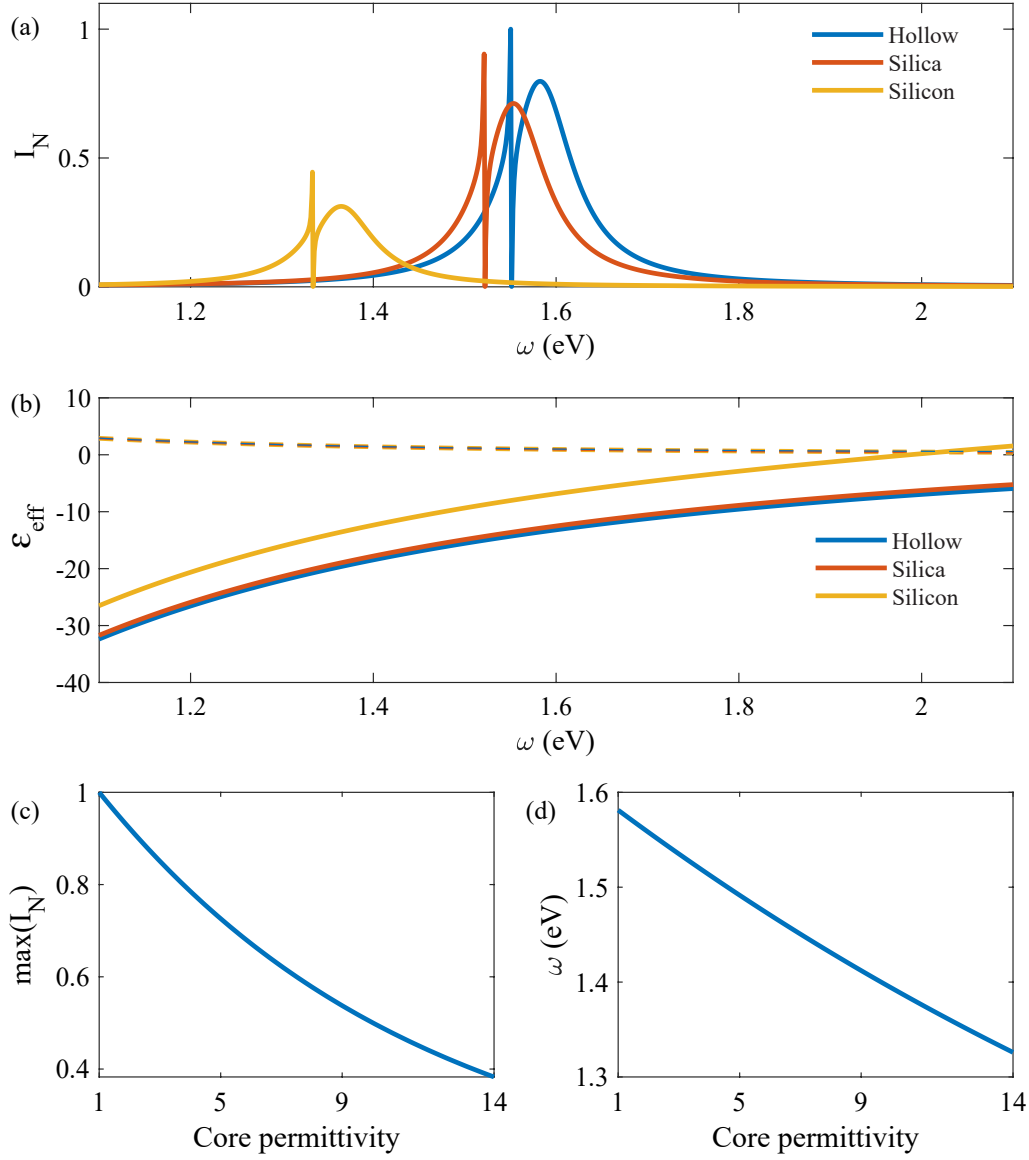 (a)
I_N
1
0.5
0
Hollow
Silica
Silicon
1.2 1.4 1.6 1.8 2
ω (eV)
(b)
ε_eff
10
0
-10
-20
-30
-40
Hollow
Silica
Silicon
1.2 1.4 1.6 1.8 2
ω (eV)
(c)
max(I_N)
1
0.8
0.6
0.4
1 5 9 14
Core permittivity
(d)
ω (eV)
1.6
1.5
1.4
1.3
1 5 9 14
Core permittivity